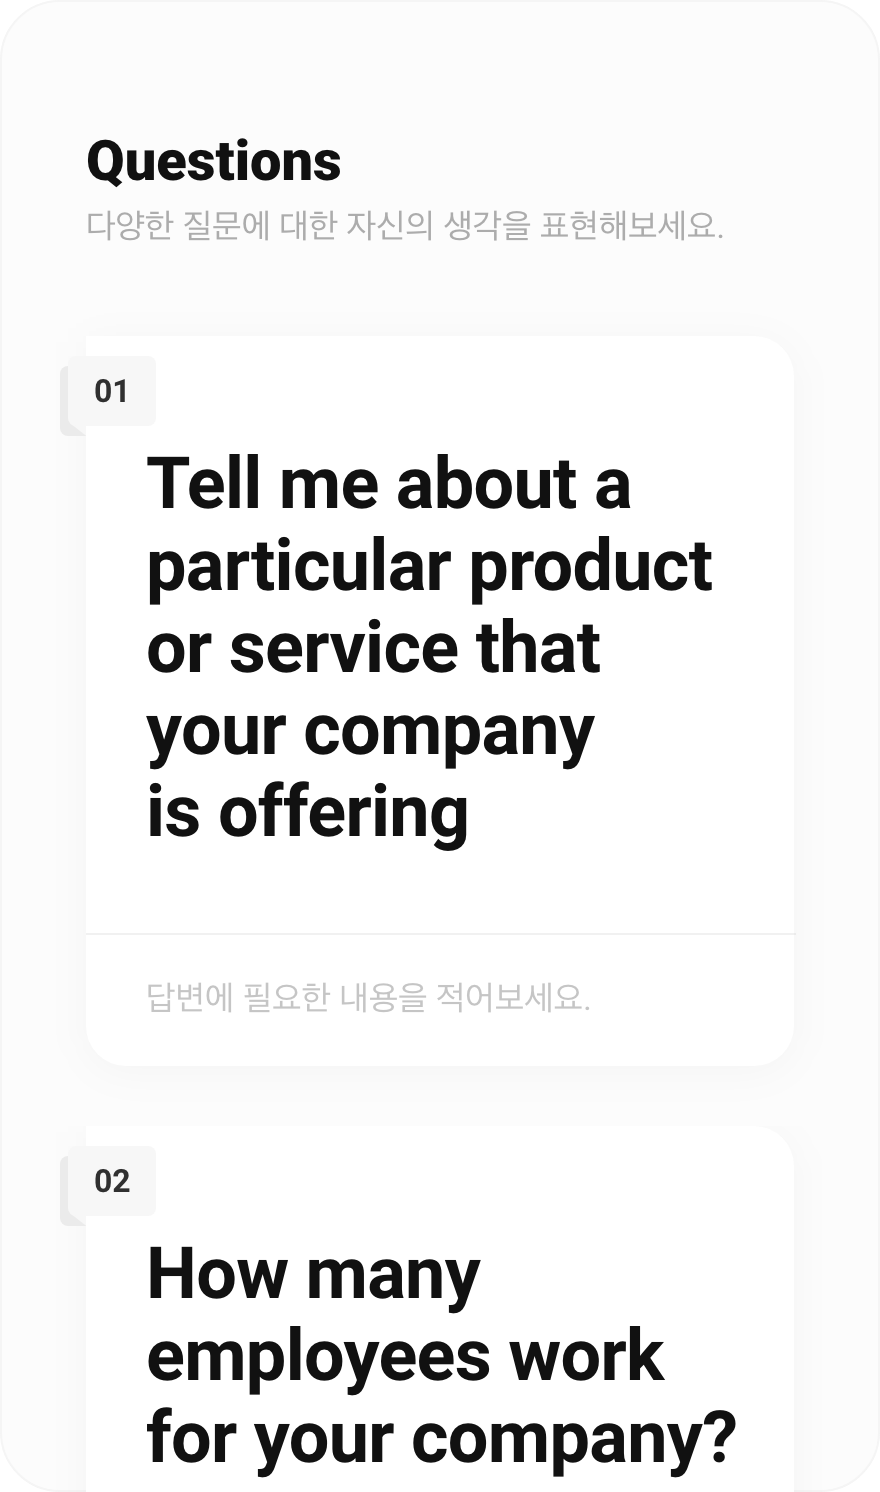 Questions
다양한 질문에 대한 자신의 생각을 표현해보세요.
01
Tell me about a
particular product
or service that
your company
is offering
답변에 필요한 내용을 적어보세요.
02
How many
employees work
for your company?